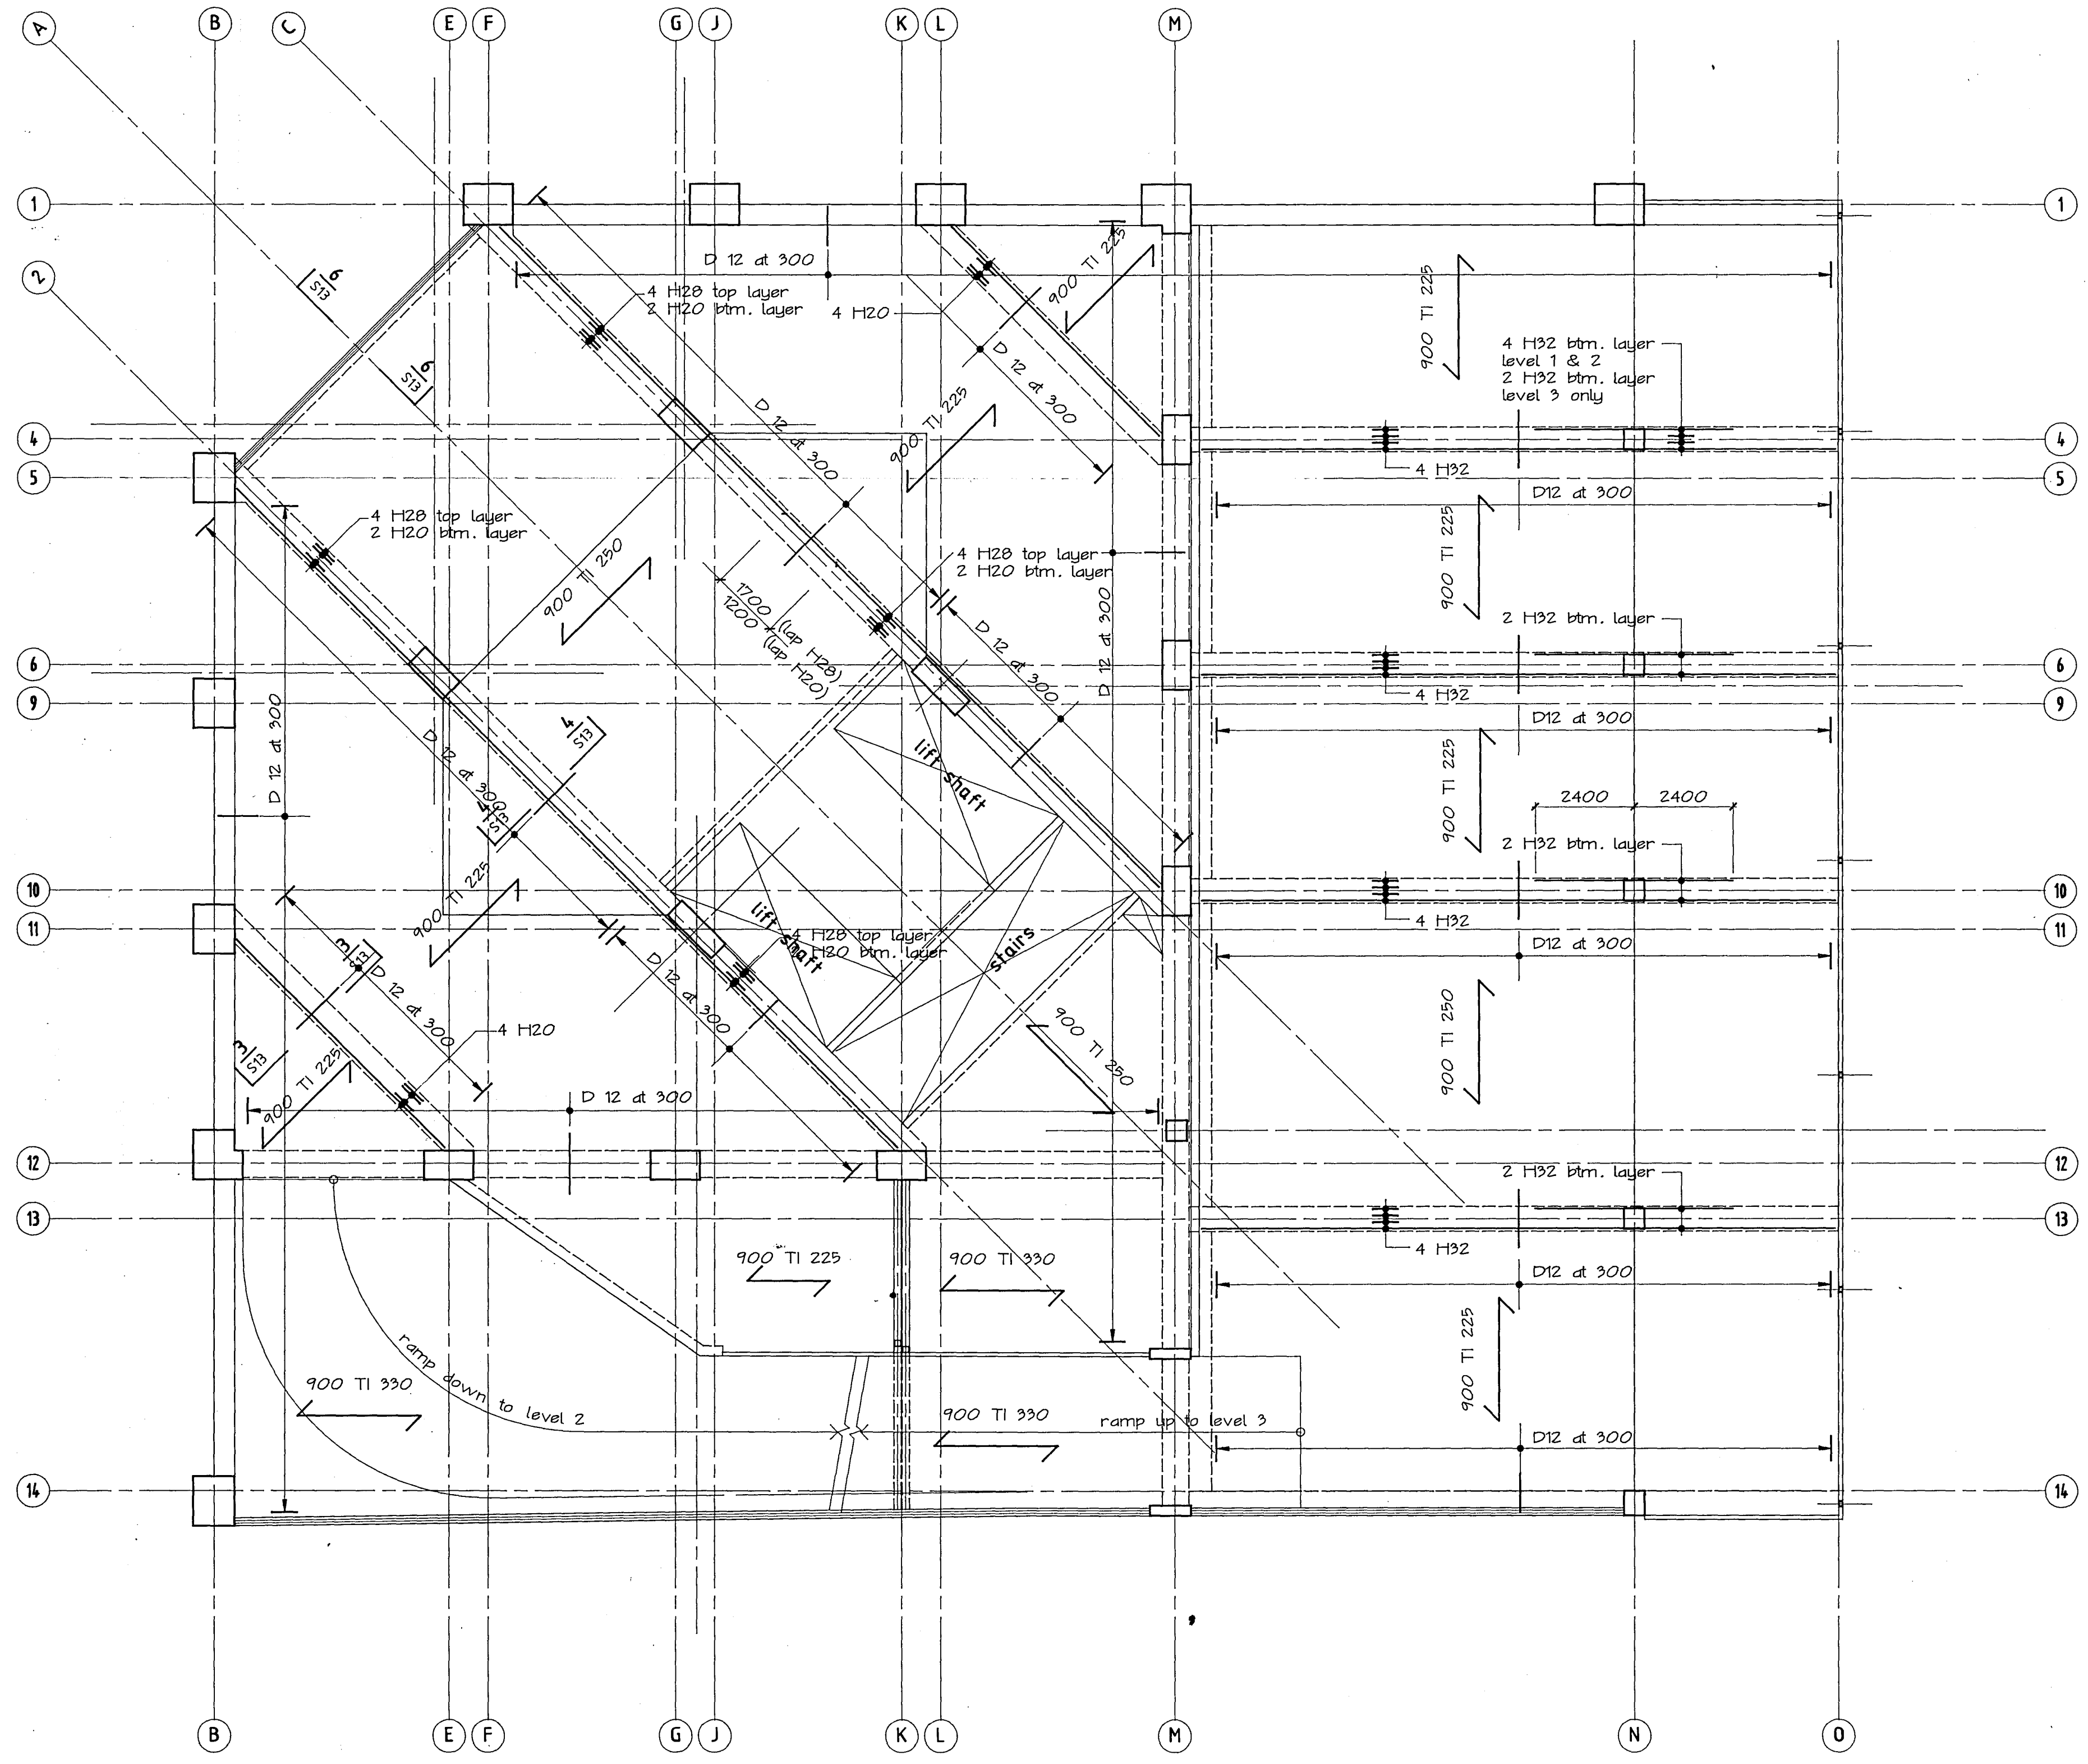 A
B
C
E
F
G
J
K
L
M
1
1
2
6
S13
6
S13
D 12 at 300
4 H28 top layer
2 H20 btm. layer
4 H20
900 TI 225
D 12 at 300
900 TI 225
900 TI 225
4 H32 btm. layer
level 1 & 2
2 H32 btm. layer
level 3 only
4
4
D 12 at 300
900 TI 225
4 H32
5
5
D12 at 300
4 H28 top layer
2 H20 btm. layer
900 TI 250
4 H28 top layer
2 H20 btm. layer
1700 (lap H28)
1200 (lap H20)
D 12 at 300
D 12 at 300
900 TI 225
2 H32 btm. layer
6
6
4 H32
9
9
D12 at 300
D 12 at 300
4
S13
D 12 at 300
4
S13
lift shaft
900 TI 225
2400
2400
2 H32 btm. layer
10
10
900 TI 225
4 H32
11
11
lift shaft
4 H28 top layer
2 H20 btm. layer
stairs
D12 at 300
3
S13
D 12 at 300
D 12 at 300
900 TI 250
900 TI 250
4 H20
3
S13
900 TI 225
D 12 at 300
12
12
2 H32 btm. layer
13
13
4 H32
900 TI 225
900 TI 330
D12 at 300
900 TI 225
ramp down to level 2
900 TI 330
900 TI 330
ramp up to level 3
D12 at 300
14
14
B
E
F
G
J
K
L
M
N
O